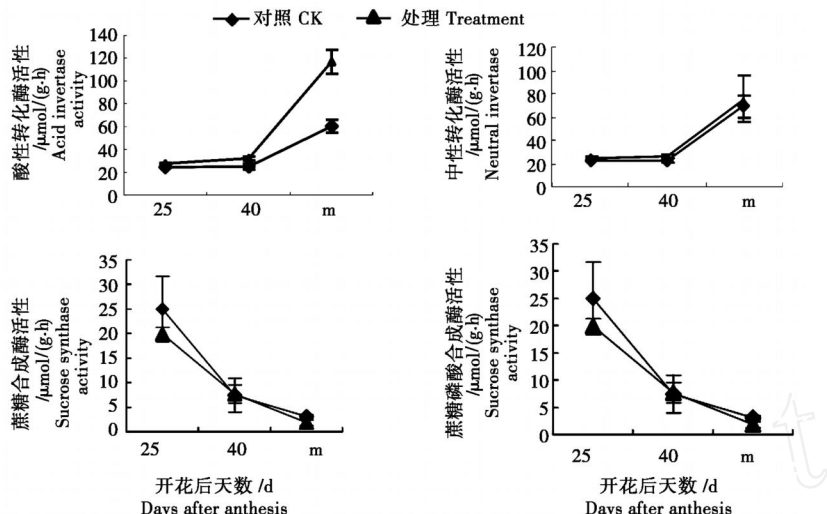 对照 CK 处理 Treatment
酸性转化酶活性
/μmol/(g·h)
Acid invertase
activity
140
120
100
80
60
40
20
0
25 40 m
中性转化酶活性
/μmol/(g·h)
Neutral invertase
120
100
80
60
40
20
0
25 40 m
蔗糖合成酶活性
/μmol/(g·h)
Sucrose synthase
activity
35
30
25
20
15
10
5
0
25 40 m
开花后天数 /d
Days after anthesis
蔗糖磷酸合成酶活性
/μmol/(g·h)
Sucrose synthase
activity
35
30
25
20
15
10
5
0
25 40 m
开花后天数 /d
Days after anthesis